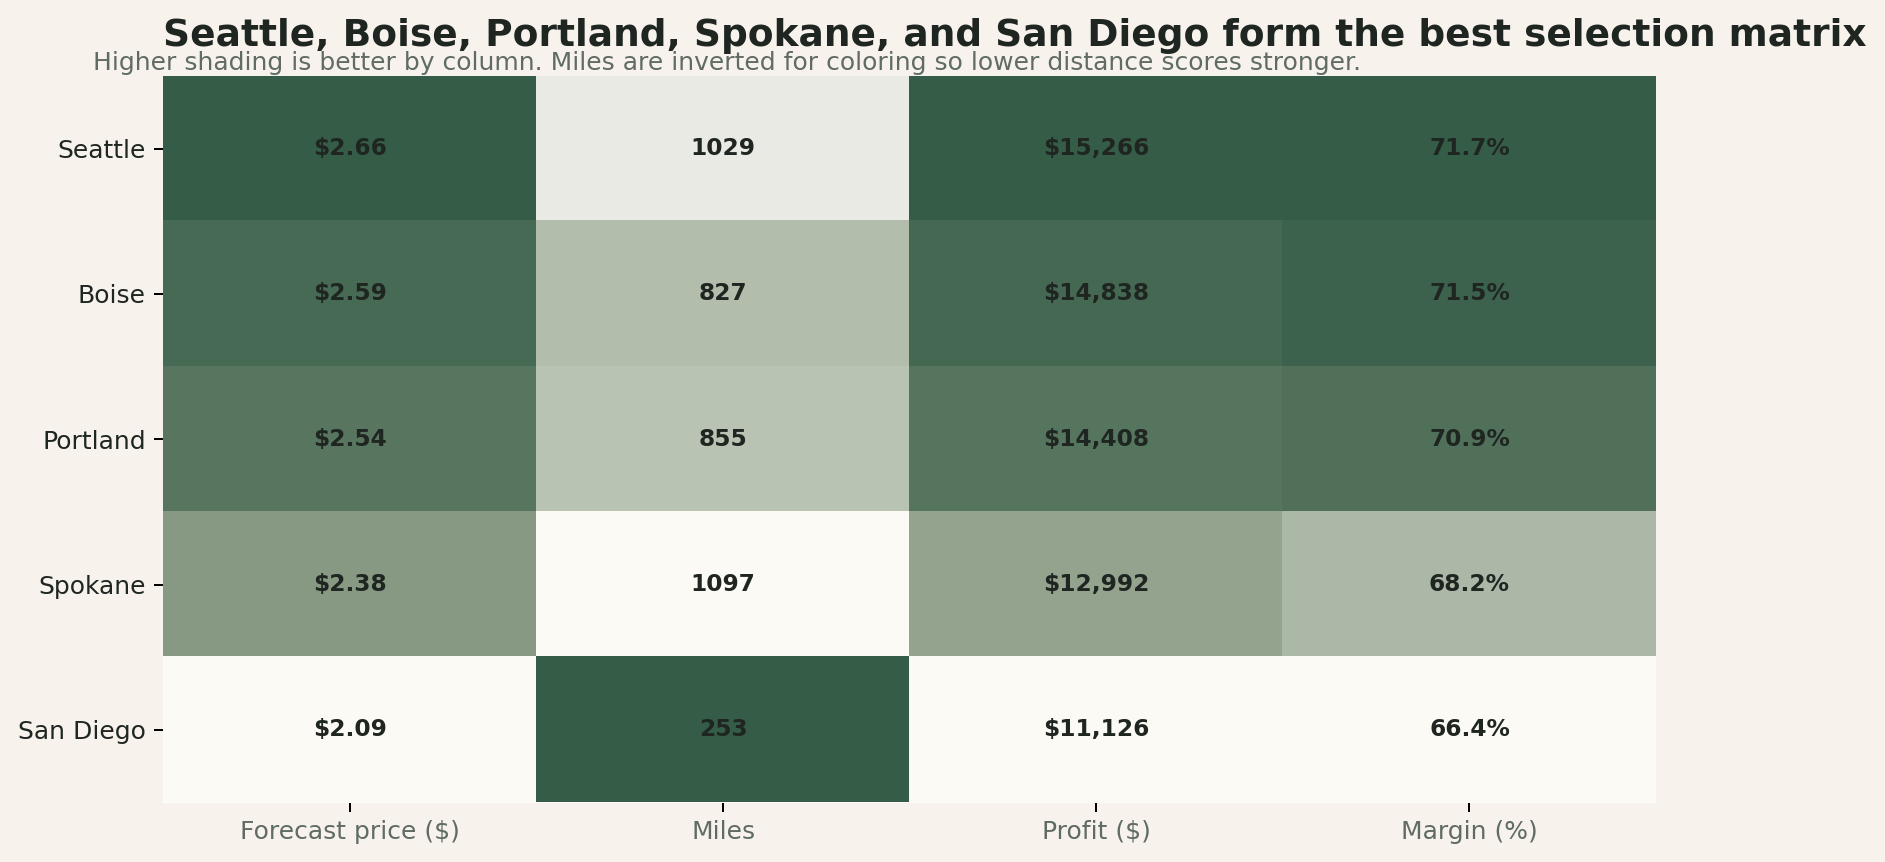 Seattle, Boise, Portland, Spokane, and San Diego form the best selection matrix
Higher shading is better by column. Miles are inverted for coloring so lower distance scores stronger.
Seattle $2.66 1029 $15,266 71.7%
Boise $2.59 827 $14,838 71.5%
Portland $2.54 855 $14,408 70.9%
Spokane $2.38 1097 $12,992 68.2%
San Diego $2.09 253 $11,126 66.4%
Forecast price ($) Miles Profit ($) Margin (%)